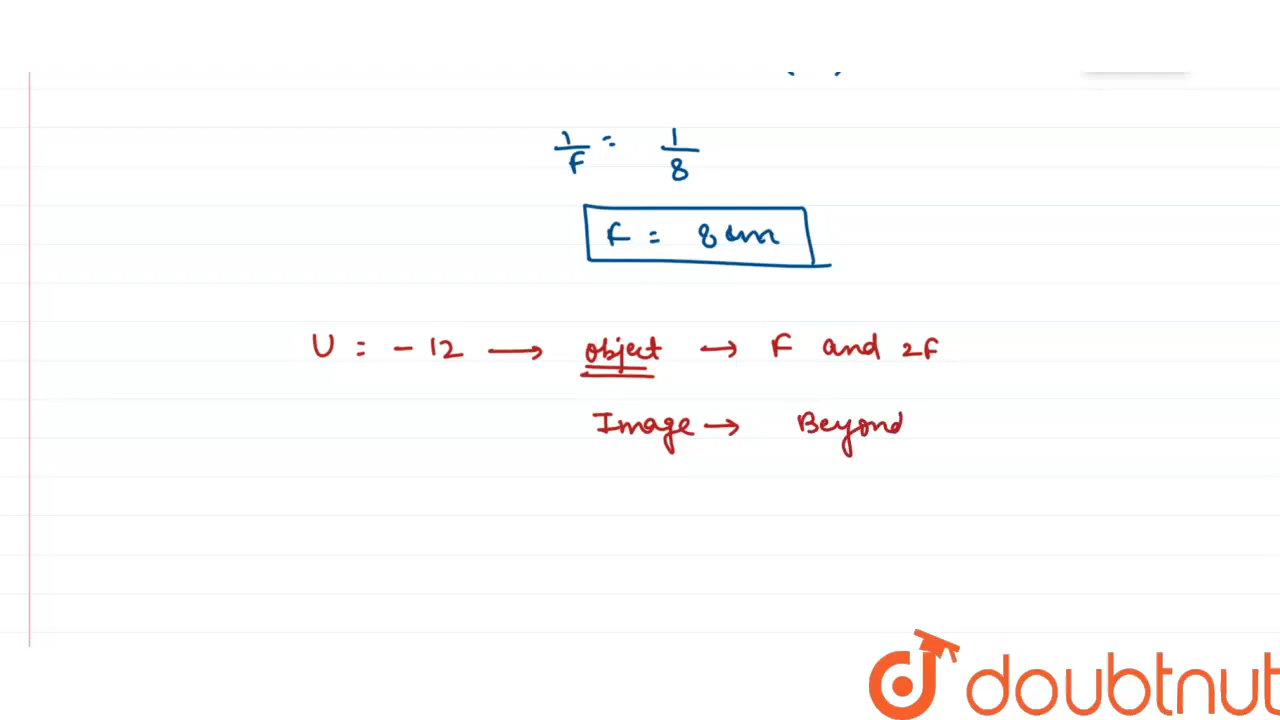 1/F = 1/8
F = 8 cm
U = - 12 → object → F and 2F
Image → Beyond
doubtnut